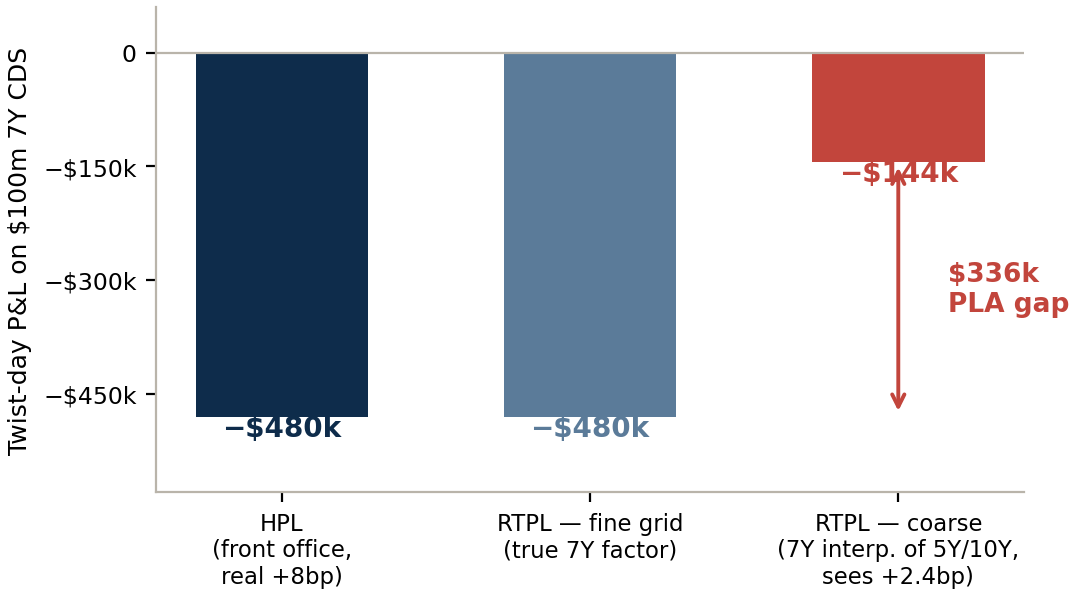 Twist-day P&L on $100m 7Y CDS
0
−$150k
−$300k
−$450k
−$480k
−$480k
−$144k
$336k
PLA gap
HPL
(front office,
real +8bp)
RTPL — fine grid
(true 7Y factor)
RTPL — coarse
(7Y interp. of 5Y/10Y,
sees +2.4bp)